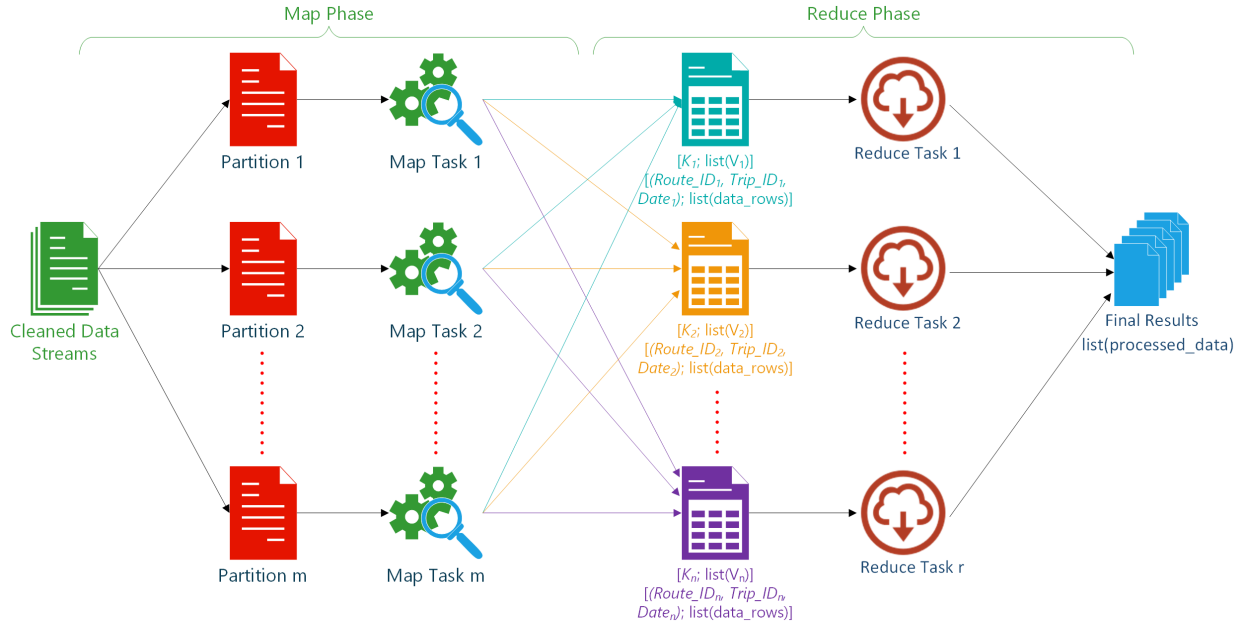 Map Phase
Reduce Phase
Partition 1
Map Task 1
[K₁; list(V₁)]
[(Route_ID₁, Trip_ID₁,
Date₁); list(data_rows)]
Reduce Task 1
Cleaned Data
Streams
Partition 2
Map Task 2
[K₂; list(V₂)]
[(Route_ID₂, Trip_ID₂,
Date₂); list(data_rows)]
Reduce Task 2
Final Results
list(processed_data)
Partition m
Map Task m
[Kₙ; list(Vₙ)]
[(Route_IDₙ, Trip_IDₙ,
Dateₙ); list(data_rows)]
Reduce Task r